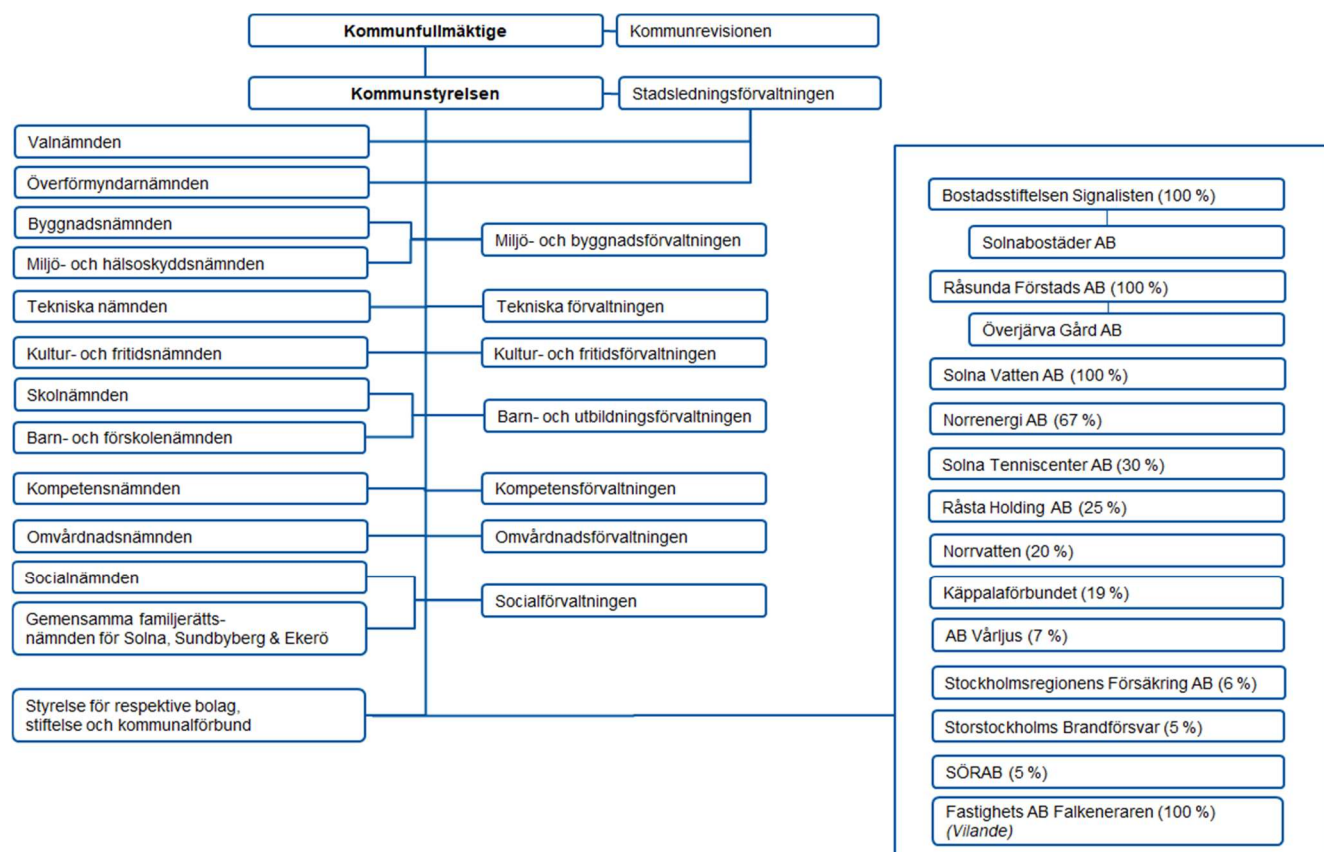 Kommunfullmäktige
Kommunrevisionen
Kommunstyrelsen
Stadsledningsförvaltningen
Valnämnden
Överförmyndarnämnden
Byggnadsnämnden
Miljö- och hälsoskyddsnämnden
Miljö- och byggnadsförvaltningen
Tekniska nämnden
Tekniska förvaltningen
Kultur- och fritidsnämnden
Kultur- och fritidsförvaltningen
Skolnämnden
Barn- och förskolenämnden
Barn- och utbildningsförvaltningen
Kompetensnämnden
Kompetensförvaltningen
Omvårdnadsnämnden
Omvårdnadsförvaltningen
Socialnämnden
Gemensamma familjerätts-
nämnden för Solna, Sundbyberg & Ekerö
Socialförvaltningen
Styrelse för respektive bolag,
stiftelse och kommunalförbund
Bostadsstiftelsen Signalisten (100 %)
Solnabostäder AB
Råsunda Förstads AB (100 %)
Överjärva Gård AB
Solna Vatten AB (100 %)
Norrenergi AB (67 %)
Solna Tenniscenter AB (30 %)
Råsta Holding AB (25 %)
Norrvatten (20 %)
Käppalaförbundet (19 %)
AB Vårljus (7 %)
Stockholmsregionens Försäkring AB (6 %)
Storstockholms Brandförsvar (5 %)
SÖRAB (5 %)
Fastighets AB Falkeneraren (100 %)
(Vilande)